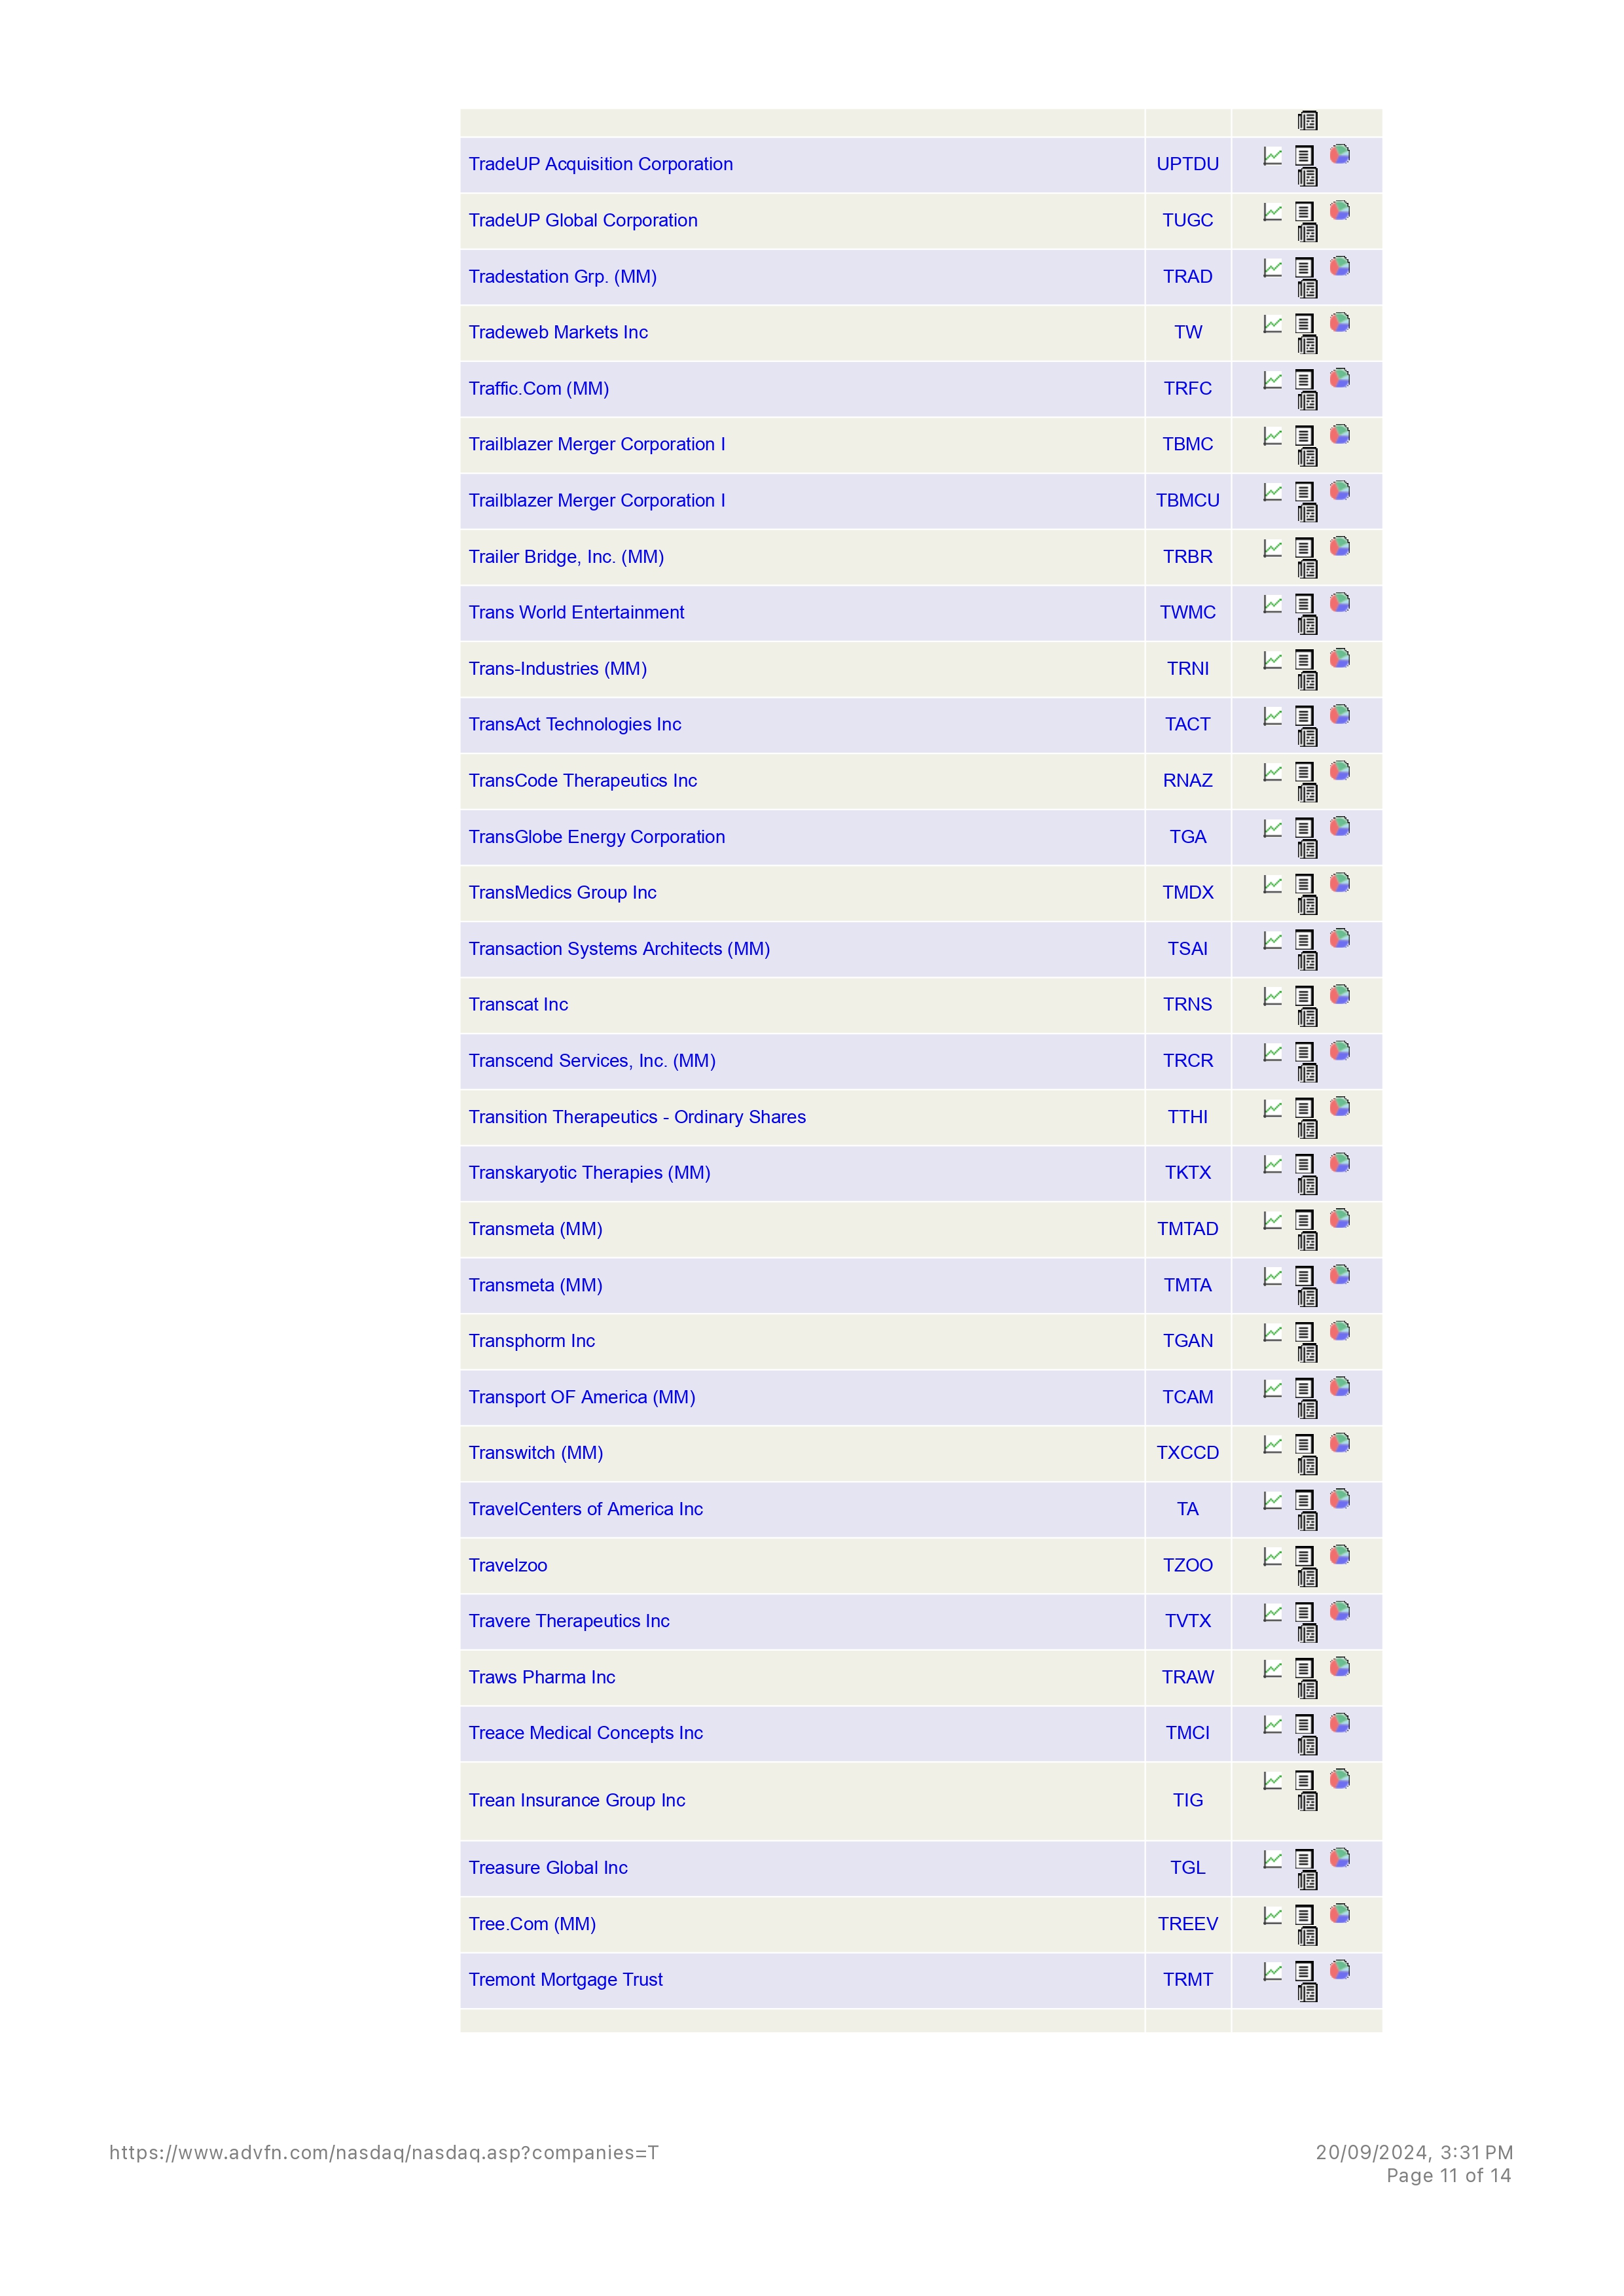 TradeUP Acquisition Corporation UPTDU
TradeUP Global Corporation TUGC
Tradestation Grp. (MM) TRAD
Tradeweb Markets Inc TW
Traffic.Com (MM) TRFC
Trailblazer Merger Corporation I TBMC
Trailblazer Merger Corporation I TBMCU
Trailer Bridge, Inc. (MM) TRBR
Trans World Entertainment TWMC
Trans-Industries (MM) TRNI
TransAct Technologies Inc TACT
TransCode Therapeutics Inc RNAZ
TransGlobe Energy Corporation TGA
TransMedics Group Inc TMDX
Transaction Systems Architects (MM) TSAI
Transcat Inc TRNS
Transcend Services, Inc. (MM) TRCR
Transition Therapeutics - Ordinary Shares TTHI
Transkaryotic Therapies (MM) TKTX
Transmeta (MM) TMTAD
Transmeta (MM) TMTA
Transphorm Inc TGAN
Transport OF America (MM) TCAM
Transwitch (MM) TXCCD
TravelCenters of America Inc TA
Travelzoo TZOO
Travere Therapeutics Inc TVTX
Traws Pharma Inc TRAW
Treace Medical Concepts Inc TMCI
Trean Insurance Group Inc TIG
Treasure Global Inc TGL
Tree.Com (MM) TREEV
Tremont Mortgage Trust TRMT
https://www.advfn.com/nasdaq/nasdaq.asp?companies=T 20/09/2024, 3:31 PM
Page 11 of 14